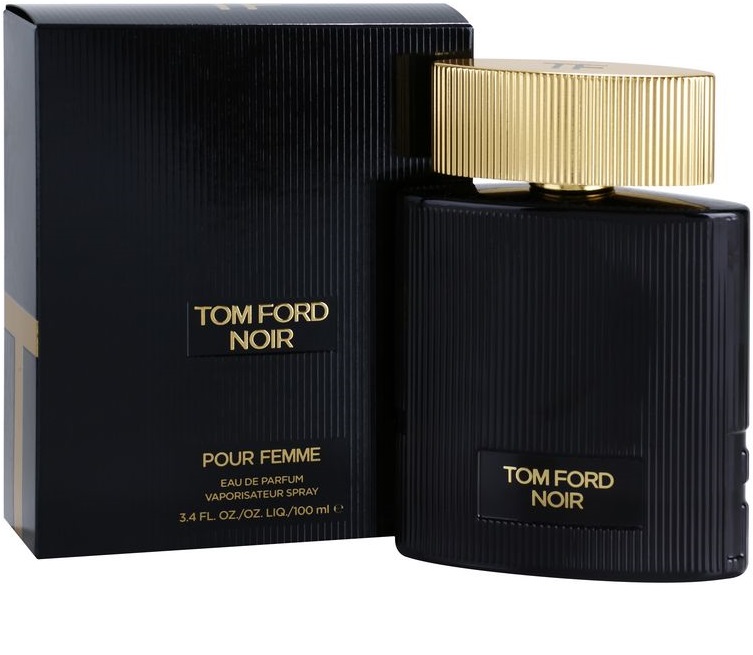 TOM FORD
NOIR
POUR FEMME
EAU DE PARFUM
VAPORISATEUR SPRAY
3.4 FL. OZ./OZ. LIQ./100 ml ℮
TF
TOM FORD
NOIR